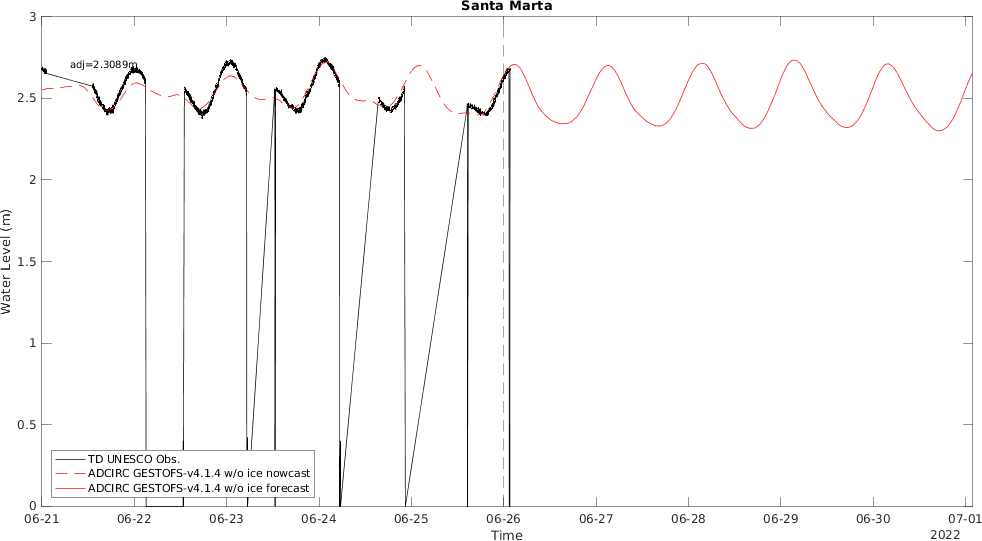 Santa Marta
3
adj=2.3089m
2.5
2
1.5
1
0.5
0
Water Level (m)
TD UNESCO Obs.
ADCIRC GESTOFS-v4.1.4 w/o ice nowcast
ADCIRC GESTOFS-v4.1.4 w/o ice forecast
06-21 06-22 06-23 06-24 06-25 06-26 06-27 06-28 06-29 06-30 07-01
Time
2022